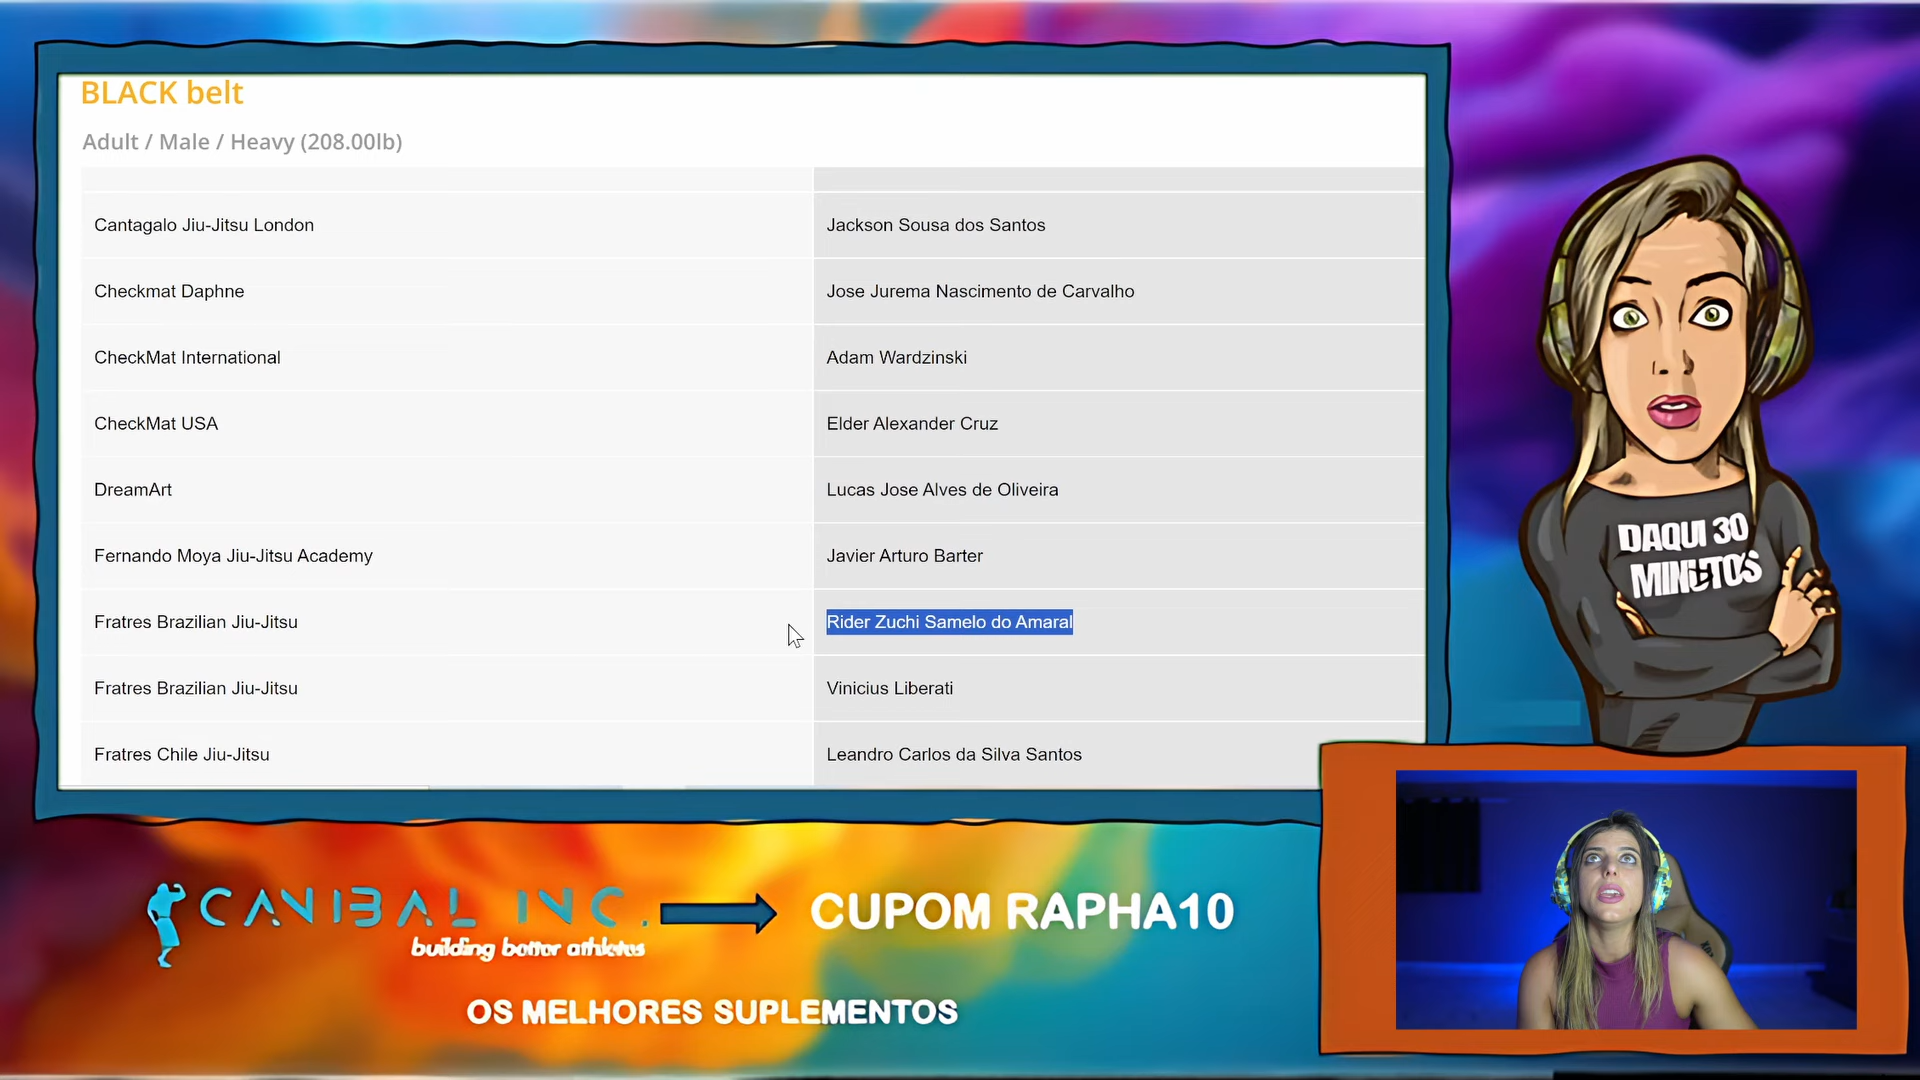 BLACK belt
Adult / Male / Heavy (208.00lb)
Cantagalo Jiu-Jitsu London Jackson Sousa dos Santos
Checkmat Daphne Jose Jurema Nascimento de Carvalho
CheckMat International Adam Wardzinski
CheckMat USA Elder Alexander Cruz
DreamArt Lucas Jose Alves de Oliveira
Fernando Moya Jiu-Jitsu Academy Javier Arturo Barter
Fratres Brazilian Jiu-Jitsu Rider Zuchi Samelo do Amaral
Fratres Brazilian Jiu-Jitsu Vinicius Liberati
Fratres Chile Jiu-Jitsu Leandro Carlos da Silva Santos
DAQUI 30
MINUTOS
CANIBAL INC. CUPOM RAPHA10
building better athletes
OS MELHORES SUPLEMENTOS